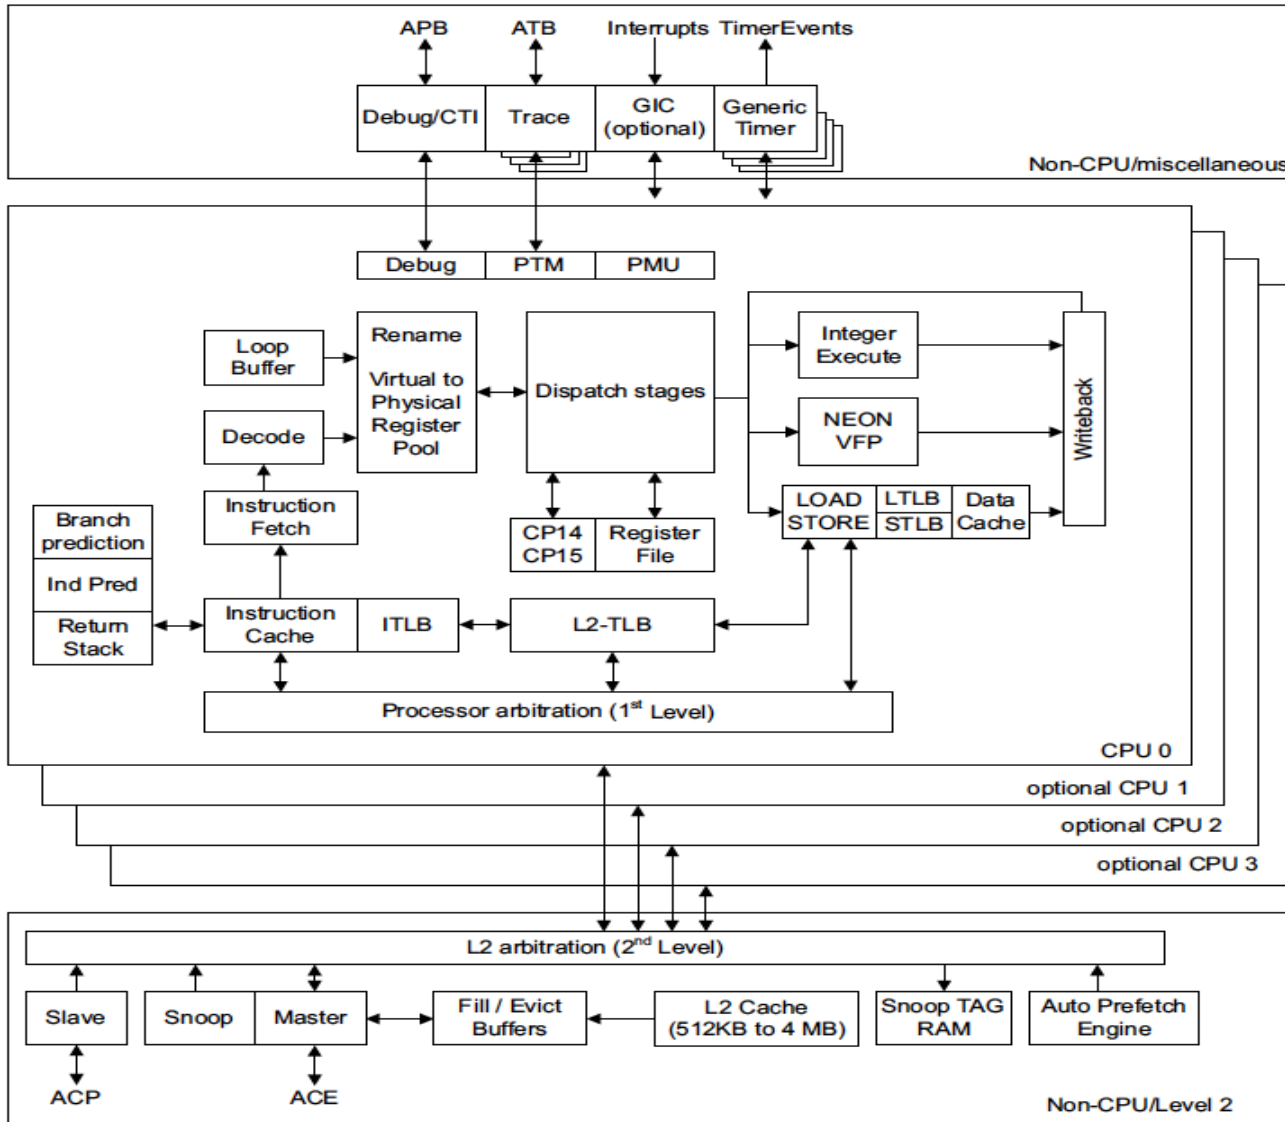 APB
ATB
Interrupts
TimerEvents
Debug/CTI
Trace
GIC
(optional)
Generic
Timer
Non-CPU/miscellaneous
Debug
PTM
PMU
Loop
Buffer
Rename
Virtual to
Physical
Register
Pool
Dispatch stages
Integer
Execute
Writeback
Decode
NEON
VFP
Instruction
Fetch
LOAD
STORE
LTLB
STLB
Data
Cache
Branch
prediction
Ind Pred
Return
Stack
CP14
CP15
Register
File
Instruction
Cache
ITLB
L2-TLB
Processor arbitration (1st Level)
CPU 0
optional CPU 1
optional CPU 2
optional CPU 3
L2 arbitration (2nd Level)
Slave
Snoop
Master
Fill / Evict
Buffers
L2 Cache
(512KB to 4 MB)
Snoop TAG
RAM
Auto Prefetch
Engine
ACP
ACE
Non-CPU/Level 2